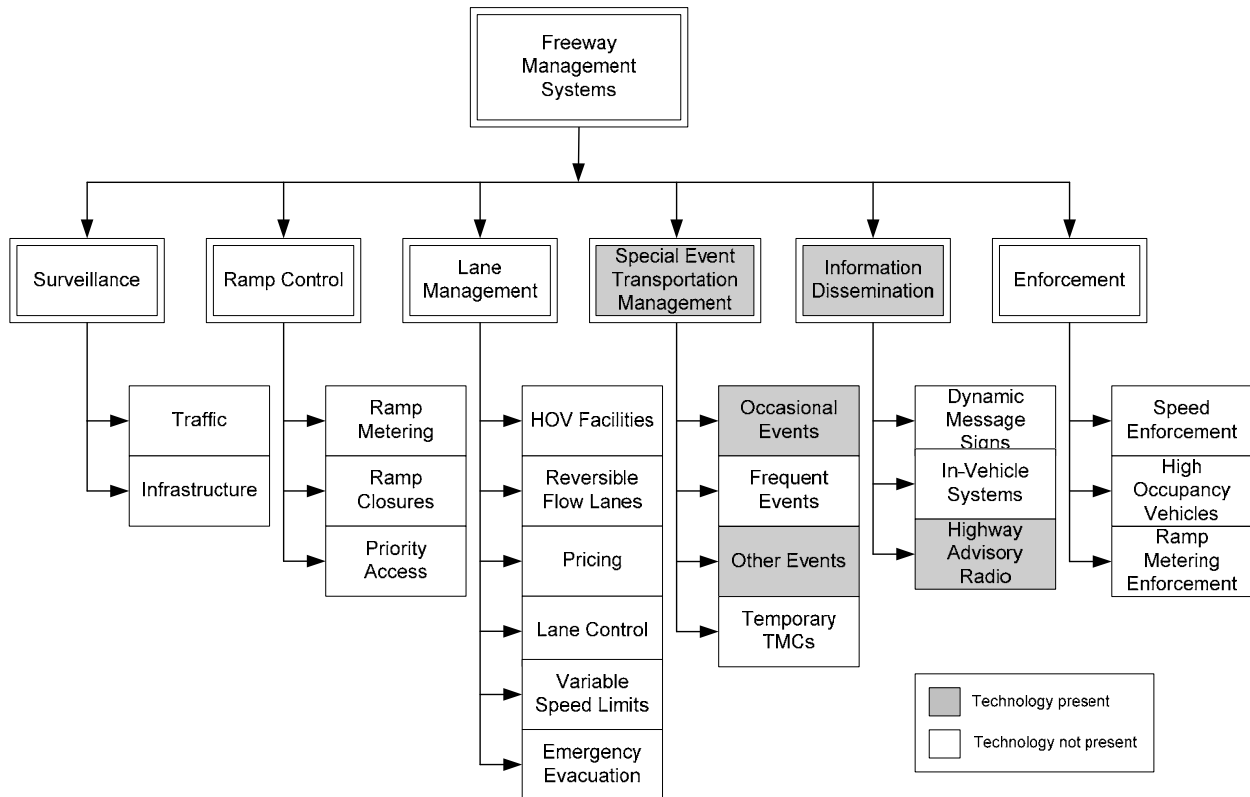 Freeway
Management
Systems
Surveillance
Ramp Control
Lane
Management
Special Event
Transportation
Management
Information
Dissemination
Enforcement
Traffic
Infrastructure
Ramp
Metering
Ramp
Closures
Priority
Access
HOV Facilities
Reversible
Flow Lanes
Pricing
Lane Control
Variable
Speed Limits
Emergency
Evacuation
Occasional
Events
Frequent
Events
Other Events
Temporary
TMCs
Dynamic
Message
Signs
In-Vehicle
Systems
Highway
Advisory
Radio
Speed
Enforcement
High
Occupancy
Vehicles
Ramp
Metering
Enforcement
Technology present
Technology not present